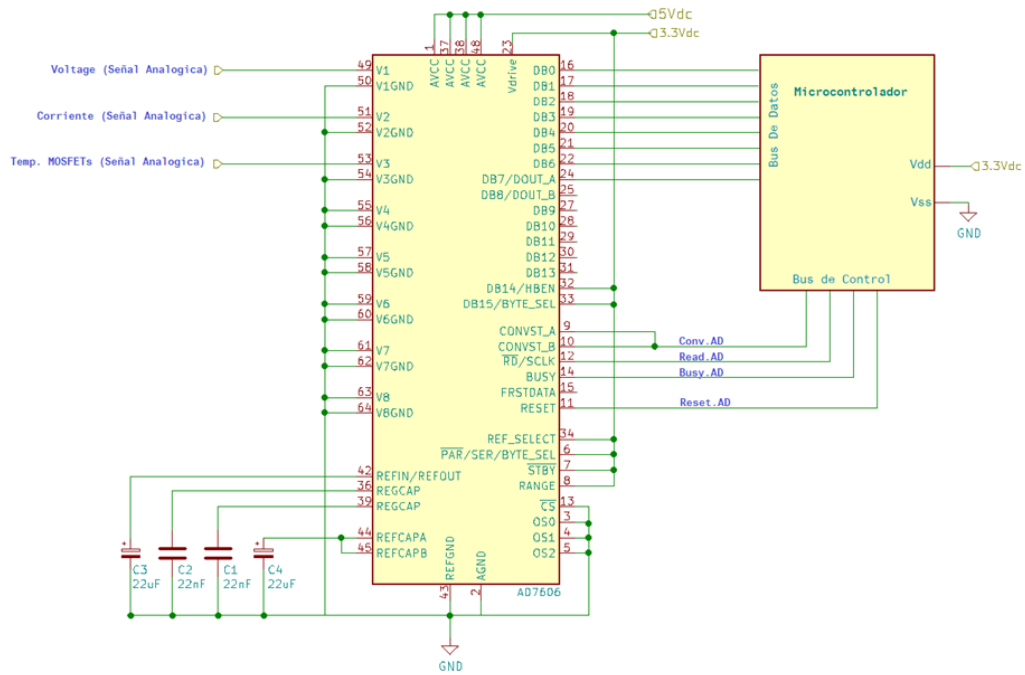 5Vdc
3.3Vdc
1
37
38
48
23
AVCC
AVCC
AVCC
AVCC
Vdrive
Voltage (Señal Analogica)
49
V1
50
V1GND
Corriente (Señal Analogica)
51
V2
52
V2GND
Temp. MOSFETs (Señal Analogica)
53
V3
54
V3GND
55
V4
56
V4GND
57
V5
58
V5GND
59
V6
60
V6GND
61
V7
62
V7GND
63
V8
64
V8GND
42
REFIN/REFOUT
36
REGCAP
39
REGCAP
44
REFCAPA
45
REFCAPB
DB0
16
DB1
17
DB2
18
DB3
19
DB4
20
DB5
21
DB6
22
DB7/DOUT_A
24
DB8/DOUT_B
25
DB9
27
DB10
28
DB11
29
DB12
30
DB13
31
DB14/HBEN
32
DB15/BYTE_SEL
33
CONVST_A
9
CONVST_B
10
RD/SCLK
12
BUSY
14
FRSTDATA
15
RESET
11
REF_SELECT
34
PAR/SER/BYTE_SEL
6
STBY
7
RANGE
8
CS
13
OS0
3
OS1
4
OS2
5
REFGND
43
AGND
2
AD7606
Microcontrolador
Bus De Datos
Vdd
3.3Vdc
Vss
GND
Bus de Control
Conv.AD
Read.AD
Busy.AD
Reset.AD
+
C3
22uF
C2
22nF
C1
22nF
+
C4
22uF
GND